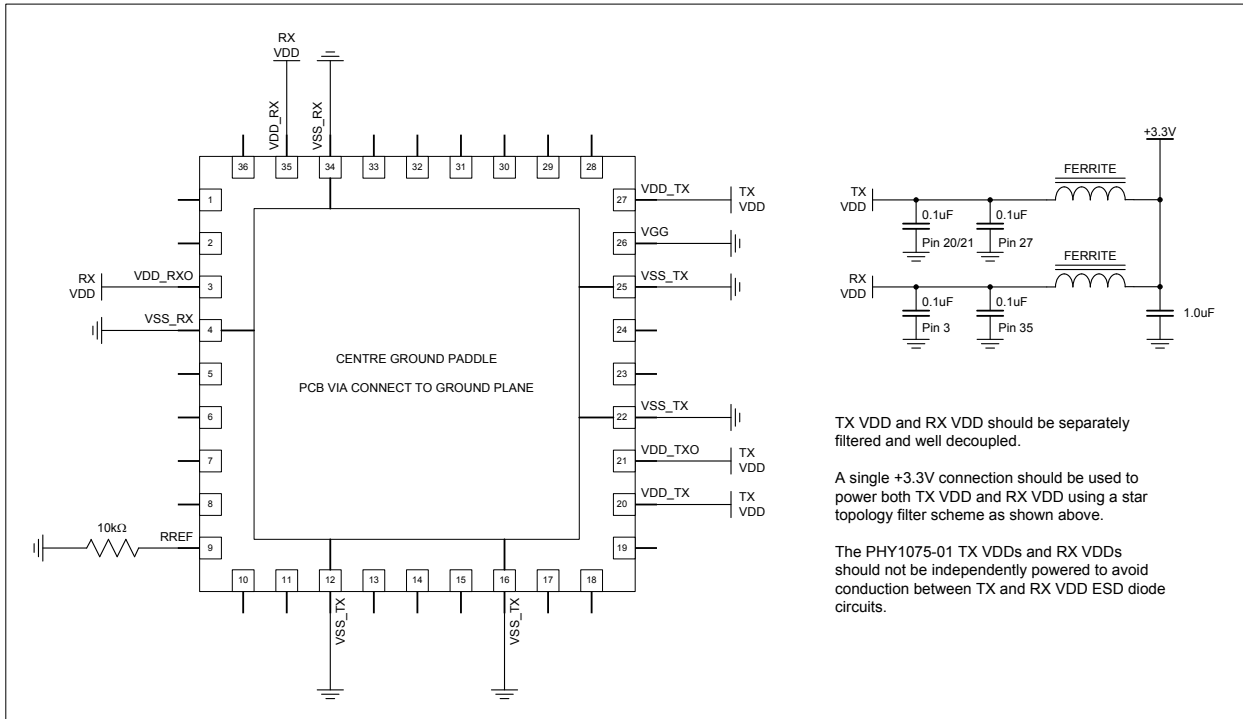 RX
VDD
VDD_RX
VSS_RX
36
35
34
33
32
31
30
29
28
1
2
3
4
5
6
7
8
9
RX
VDD
VDD_RXO
VSS_RX
10kΩ
RREF
CENTRE GROUND PADDLE
PCB VIA CONNECT TO GROUND PLANE
27
26
25
24
23
22
21
20
19
VDD_TX
TX
VDD
VGG
VSS_TX
VSS_TX
VDD_TXO
TX
VDD
VDD_TX
TX
VDD
10
11
12
13
14
15
16
17
18
VSS_TX
VSS_TX
+3.3V
FERRITE
TX
VDD
0.1uF
Pin 20/21
0.1uF
Pin 27
FERRITE
RX
VDD
0.1uF
Pin 3
0.1uF
Pin 35
1.0uF
TX VDD and RX VDD should be separately
filtered and well decoupled.
A single +3.3V connection should be used to
power both TX VDD and RX VDD using a star
topology filter scheme as shown above.
The PHY1075-01 TX VDDs and RX VDDs
should not be independently powered to avoid
conduction between TX and RX VDD ESD diode
circuits.